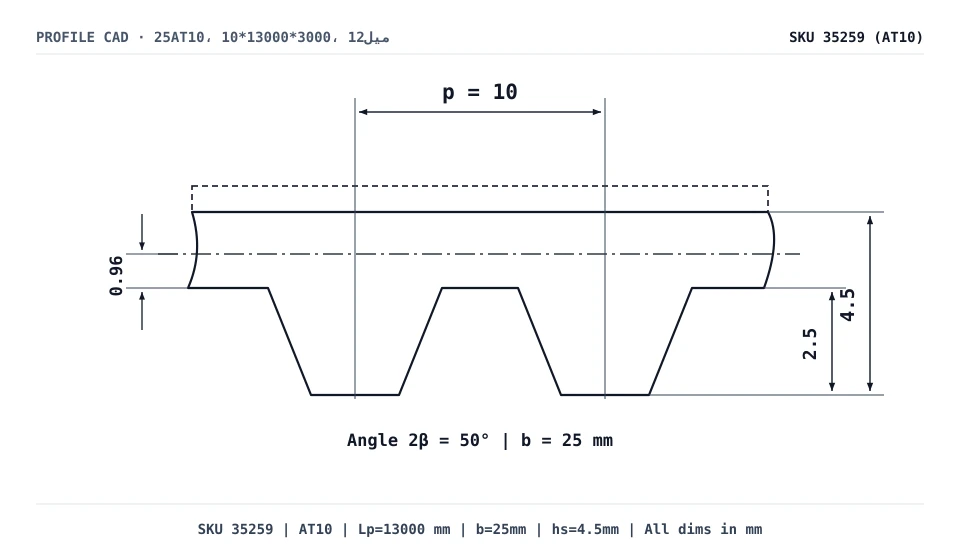 PROFILE CAD · 25AT10، 10*13000*3000، 12ميل
SKU 35259 (AT10)
p = 10
0.96
4.5
2.5
Angle 2β = 50° | b = 25 mm
SKU 35259 | AT10 | Lp=13000 mm | b=25mm | hs=4.5mm | All dims in mm